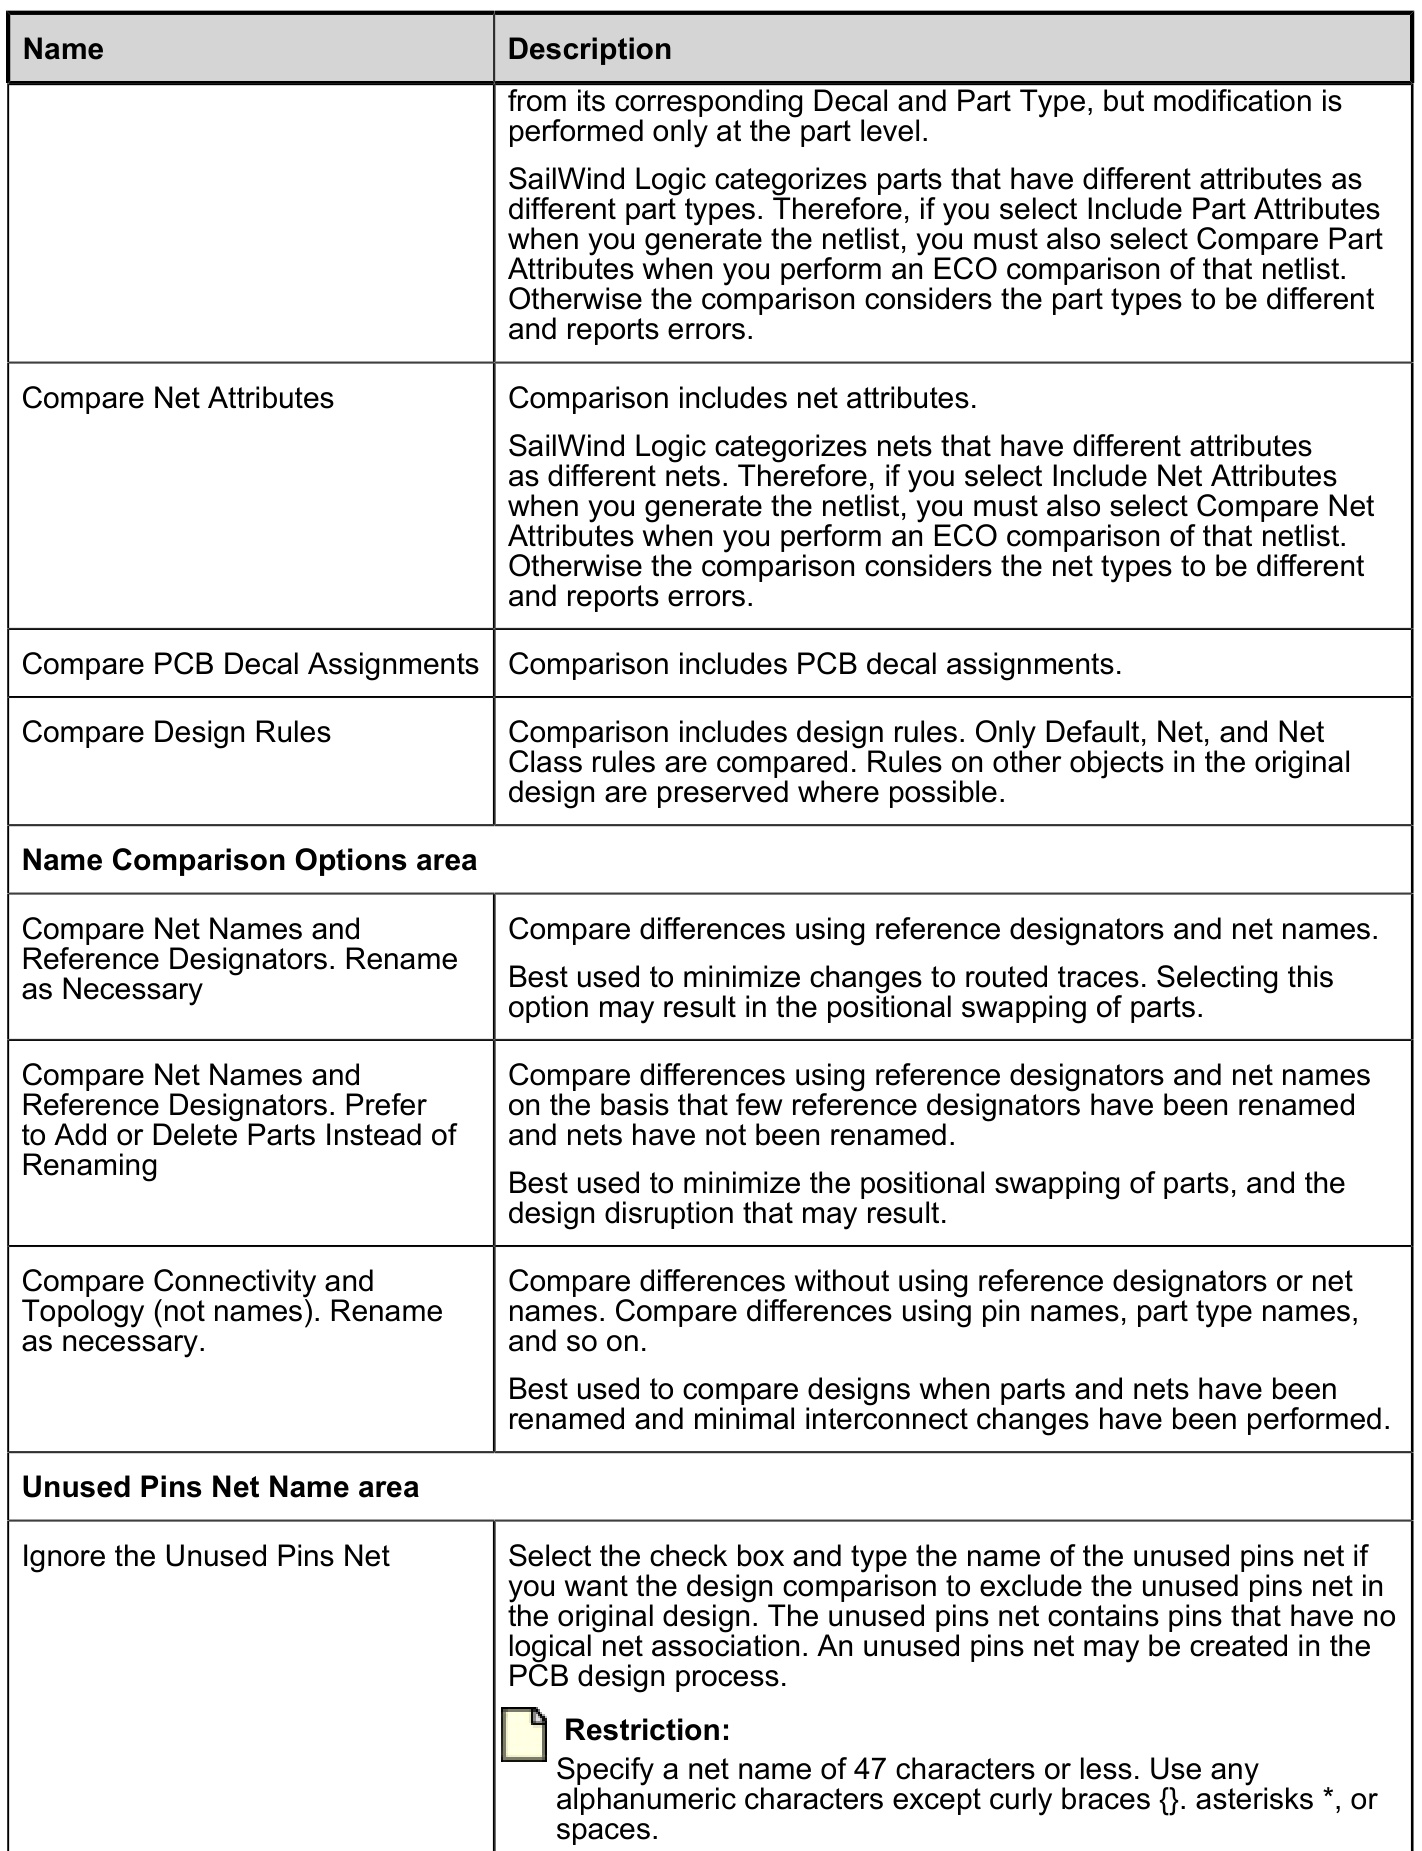 Name
Description
from its corresponding Decal and Part Type, but modification is
performed only at the part level.
SailWind Logic categorizes parts that have different attributes as
different part types. Therefore, if you select Include Part Attributes
when you generate the netlist, you must also select Compare Part
Attributes when you perform an ECO comparison of that netlist.
Otherwise the comparison considers the part types to be different
and reports errors.
Compare Net Attributes
Comparison includes net attributes.
SailWind Logic categorizes nets that have different attributes
as different nets. Therefore, if you select Include Net Attributes
when you generate the netlist, you must also select Compare Net
Attributes when you perform an ECO comparison of that netlist.
Otherwise the comparison considers the net types to be different
and reports errors.
Compare PCB Decal Assignments
Comparison includes PCB decal assignments.
Compare Design Rules
Comparison includes design rules. Only Default, Net, and Net
Class rules are compared. Rules on other objects in the original
design are preserved where possible.
Name Comparison Options area
Compare Net Names and
Reference Designators. Rename
as Necessary
Compare differences using reference designators and net names.
Best used to minimize changes to routed traces. Selecting this
option may result in the positional swapping of parts.
Compare Net Names and
Reference Designators. Prefer
to Add or Delete Parts Instead of
Renaming
Compare differences using reference designators and net names
on the basis that few reference designators have been renamed
and nets have not been renamed.
Best used to minimize the positional swapping of parts, and the
design disruption that may result.
Compare Connectivity and
Topology (not names). Rename
as necessary.
Compare differences without using reference designators or net
names. Compare differences using pin names, part type names,
and so on.
Best used to compare designs when parts and nets have been
renamed and minimal interconnect changes have been performed.
Unused Pins Net Name area
Ignore the Unused Pins Net
Select the check box and type the name of the unused pins net if
you want the design comparison to exclude the unused pins net in
the original design. The unused pins net contains pins that have no
logical net association. An unused pins net may be created in the
PCB design process.
Restriction:
Specify a net name of 47 characters or less. Use any
alphanumeric characters except curly braces {}. asterisks *, or
spaces.